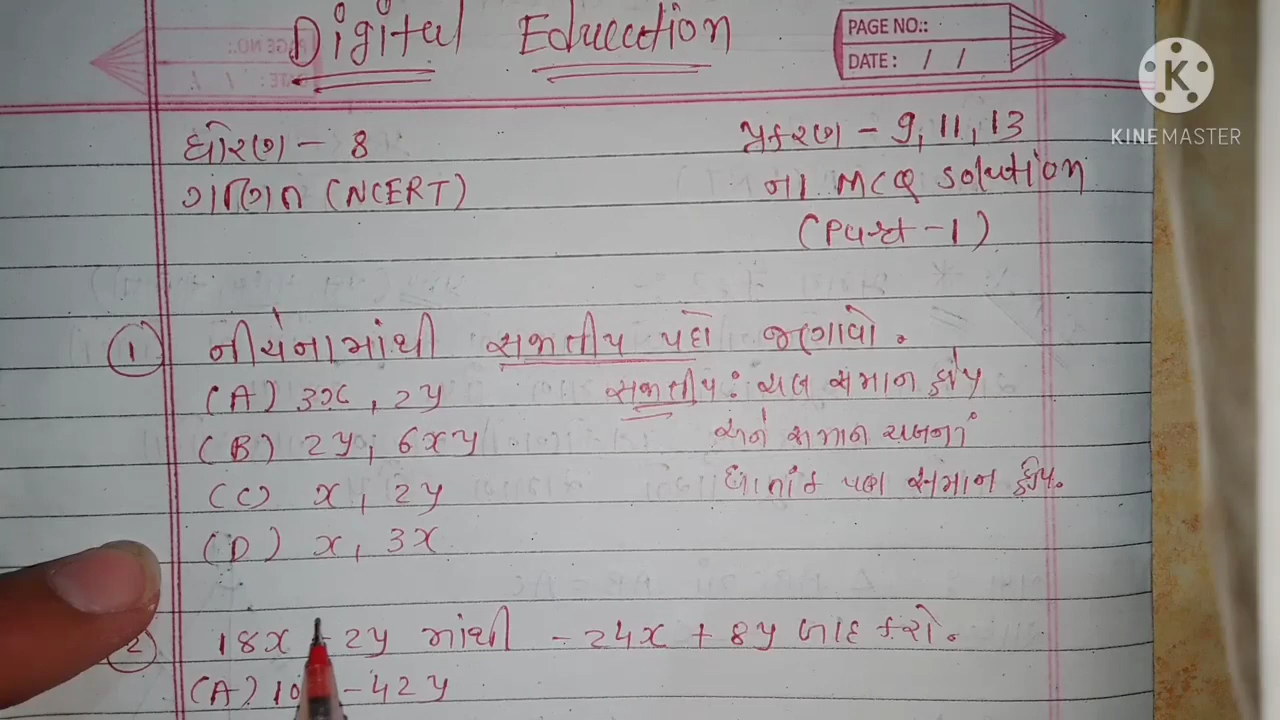 Digital Education
PAGE NO.:
DATE: / /
KINEMASTER
ધોરણ - 8
પ્રકરણ - 9, 11, 13
ગણિત (NCERT)
ના MCQ Solution
(Part-1)
1 નીચેનામાંથી સજાતીય પદો જણાવો.
(A) 3x, 2y
સજાતીય : ચલ સમાન હોય
(B) 2y, 6xy
અને સમાન ચલનાં
(C) x, 2y
ઘાતાંક પણ સમાન હોય.
(D) x, 3x
2 18x - 2y માંથી - 24x + 8y બાદ કરો.
(A) 10 - 42y